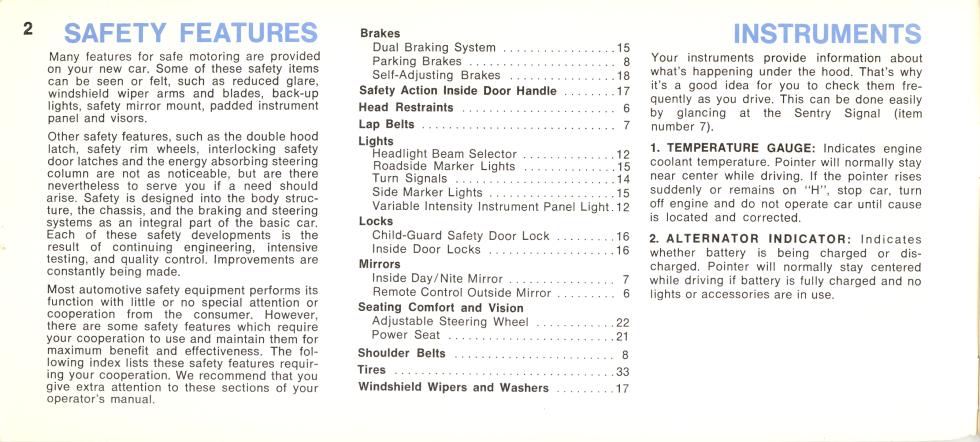 2
SAFETY FEATURES
Many features for safe motoring are provided
on your new car. Some of these safety items
can be seen or felt, such as reduced glare,
windshield wiper arms and blades, back-up
lights, safety mirror mount, padded instrument
panel and visors.
Other safety features, such as the double hood
latch, safety rim wheels, interlocking safety
door latches and the energy absorbing steering
column are not as noticeable, but are there
nevertheless to serve you if a need should
arise. Safety is designed into the body struc-
ture, the chassis, and the braking and steering
systems as an integral part of the basic car.
Each of these safety developments is the
result of continuing engineering, intensive
testing, and quality control. Improvements are
constantly being made.
Most automotive safety equipment performs its
function with little or no special attention or
cooperation from the consumer. However,
there are some safety features which require
your cooperation to use and maintain them for
maximum benefit and effectiveness. The fol-
lowing index lists these safety features requir-
ing your cooperation. We recommend that you
give extra attention to these sections of your
operator's manual.
Brakes
Dual Braking System .................15
Parking Brakes ...................... 8
Self-Adjusting Brakes ................18
Safety Action Inside Door Handle ........17
Head Restraints ....................... 6
Lap Belts ............................. 7
Lights
Headlight Beam Selector ..............12
Roadside Marker Lights ..............15
Turn Signals ........................14
Side Marker Lights ...................15
Variable Intensity Instrument Panel Light.12
Locks
Child-Guard Safety Door Lock .........16
Inside Door Locks ...................16
Mirrors
Inside Day/Nite Mirror ................ 7
Remote Control Outside Mirror ......... 6
Seating Comfort and Vision
Adjustable Steering Wheel ............22
Power Seat .........................21
Shoulder Belts ........................ 8
Tires .................................33
Windshield Wipers and Washers .........17
INSTRUMENTS
Your instruments provide information about
what's happening under the hood. That's why
it's a good idea for you to check them fre-
quently as you drive. This can be done easily
by glancing at the Sentry Signal (item
number 7).
1. TEMPERATURE GAUGE: Indicates engine
coolant temperature. Pointer will normally stay
near center while driving. If the pointer rises
suddenly or remains on "H", stop car, turn
off engine and do not operate car until cause
is located and corrected.
2. ALTERNATOR INDICATOR: Indicates
whether battery is being charged or dis-
charged. Pointer will normally stay centered
while driving if battery is fully charged and no
lights or accessories are in use.